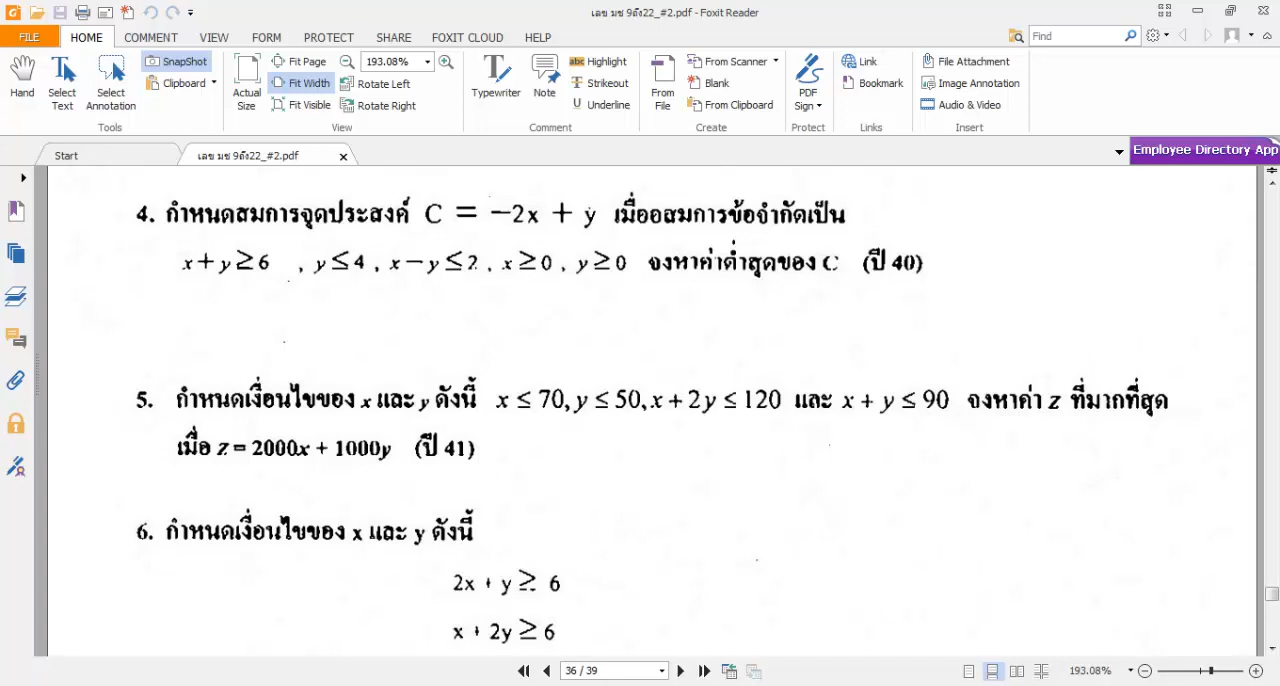 เลข มช 9ถึง22_#2.pdf - Foxit Reader
FILE HOME COMMENT VIEW FORM PROTECT SHARE FOXIT CLOUD HELP Find
SnapShot Fit Page 193.08% Highlight From Scanner Link File Attachment
Clipboard Fit Width Rotate Left Strikeout Blank Bookmark Image Annotation
Hand Select Text Select Annotation Actual Size Fit Visible Rotate Right Typewriter Note Underline From File From Clipboard PDF Sign Audio & Video
Tools View Comment Create Protect Links Insert
Start เลข มช 9ถึง22_#2.pdf Employee Directory App
4. กำหนดสมการจุดประสงค์ C = −2x + y เมื่ออสมการข้อจำกัดเป็น
x + y ≥ 6 , y ≤ 4 , x − y ≤ 2 , x ≥ 0 , y ≥ 0 จงหาค่าต่ำสุดของ C (ปี 40)
5. กำหนดเงื่อนไขของ x และ y ดังนี้ x ≤ 70, y ≤ 50, x + 2y ≤ 120 และ x + y ≤ 90 จงหาค่า z ที่มากที่สุด
เมื่อ z = 2000x + 1000y (ปี 41)
6. กำหนดเงื่อนไขของ x และ y ดังนี้
2x + y ≥ 6
x + 2y ≥ 6
36 / 39 193.08%